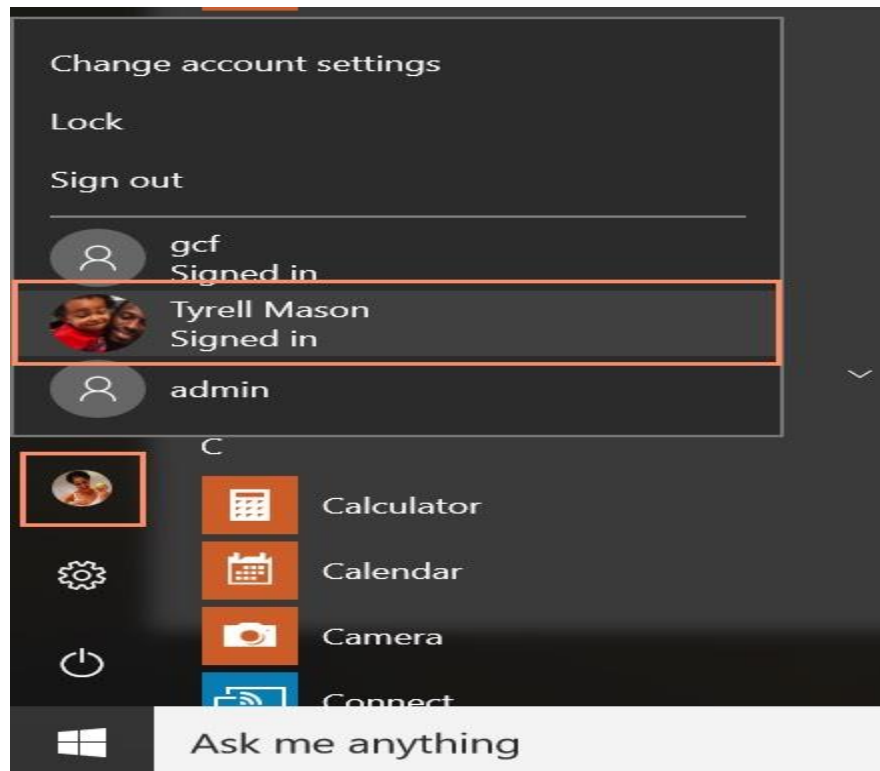 Change account settings
Lock
Sign out
gcf
Signed in
Tyrell Mason
Signed in
admin
C
Calculator
Calendar
Camera
Connect
Ask me anything